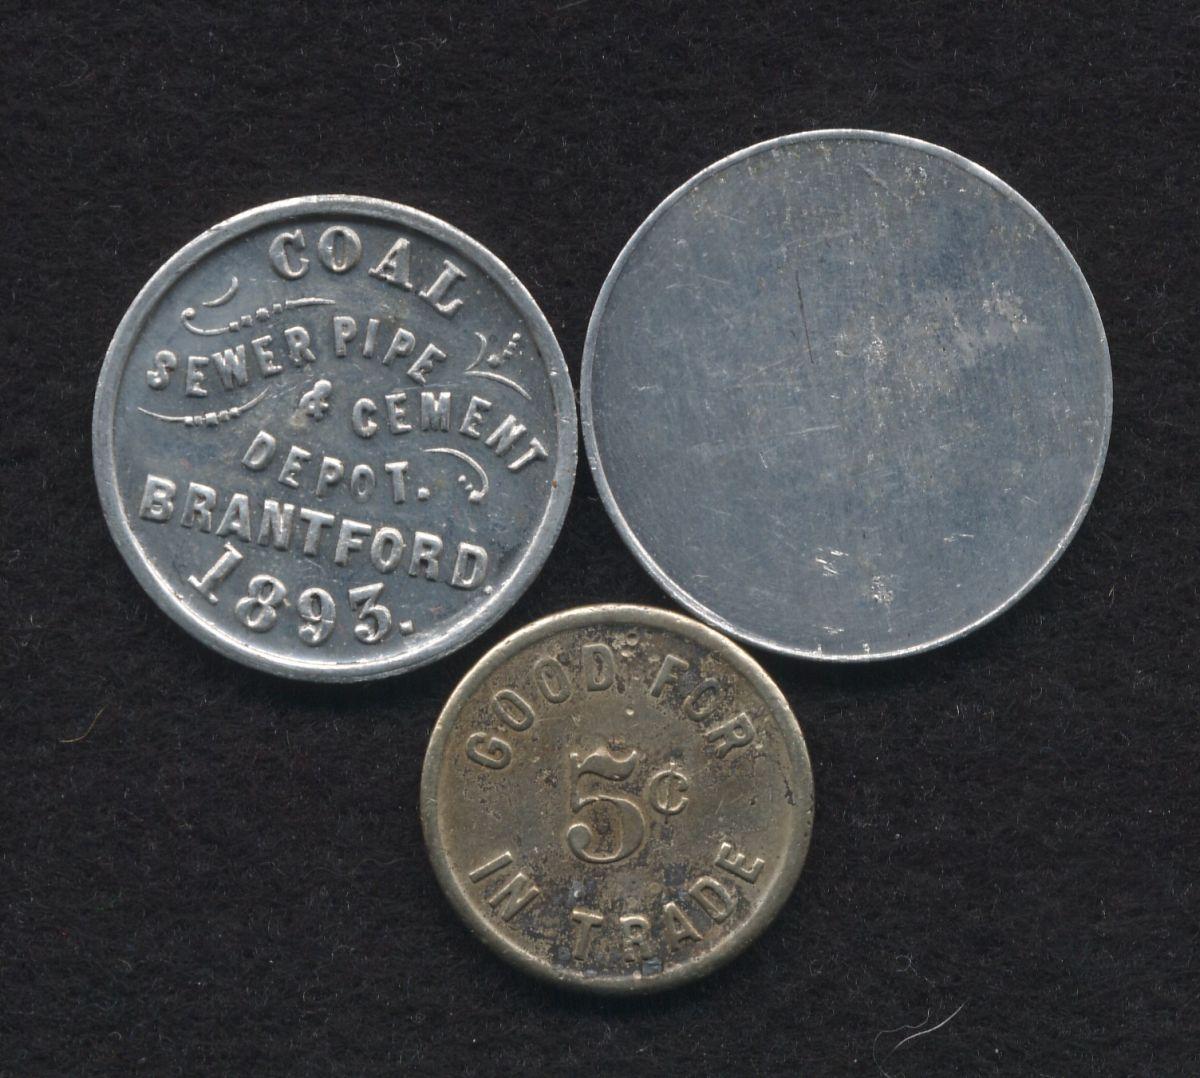 COAL
SEWER PIPE
& CEMENT
DEPOT.
BRANTFORD.
1893.
GOOD FOR
5¢
IN TRADE